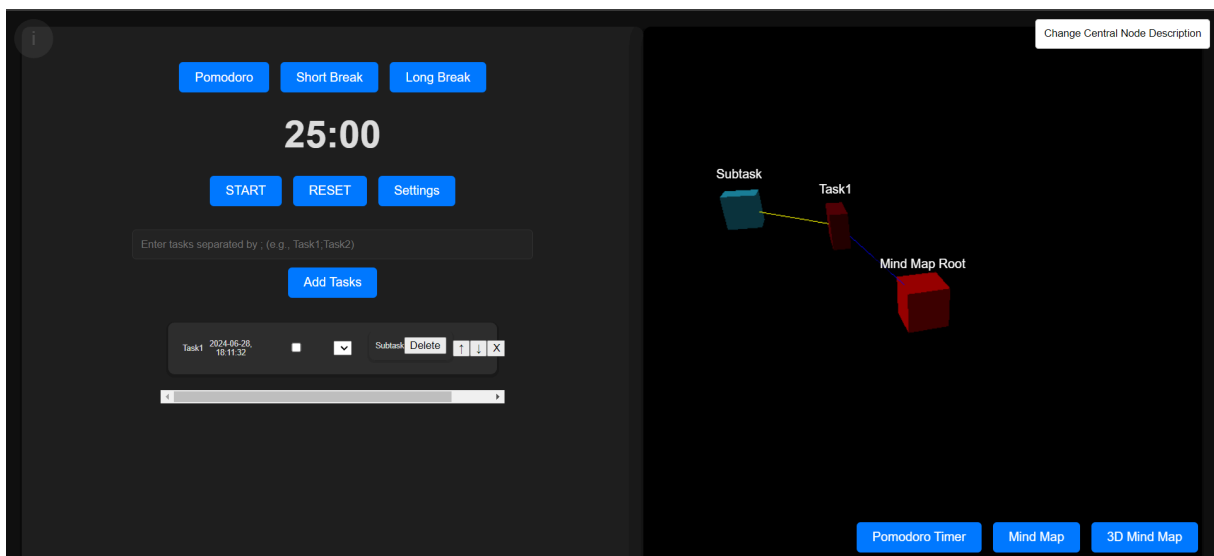 i
Change Central Node Description
Pomodoro Short Break Long Break
25:00
START RESET Settings
Enter tasks separated by ; (e.g., Task1;Task2)
Add Tasks
Task1 2024-06-28, 18:11:32 Subtask Delete ↑ ↓ X
Subtask
Task1
Mind Map Root
Pomodoro Timer Mind Map 3D Mind Map